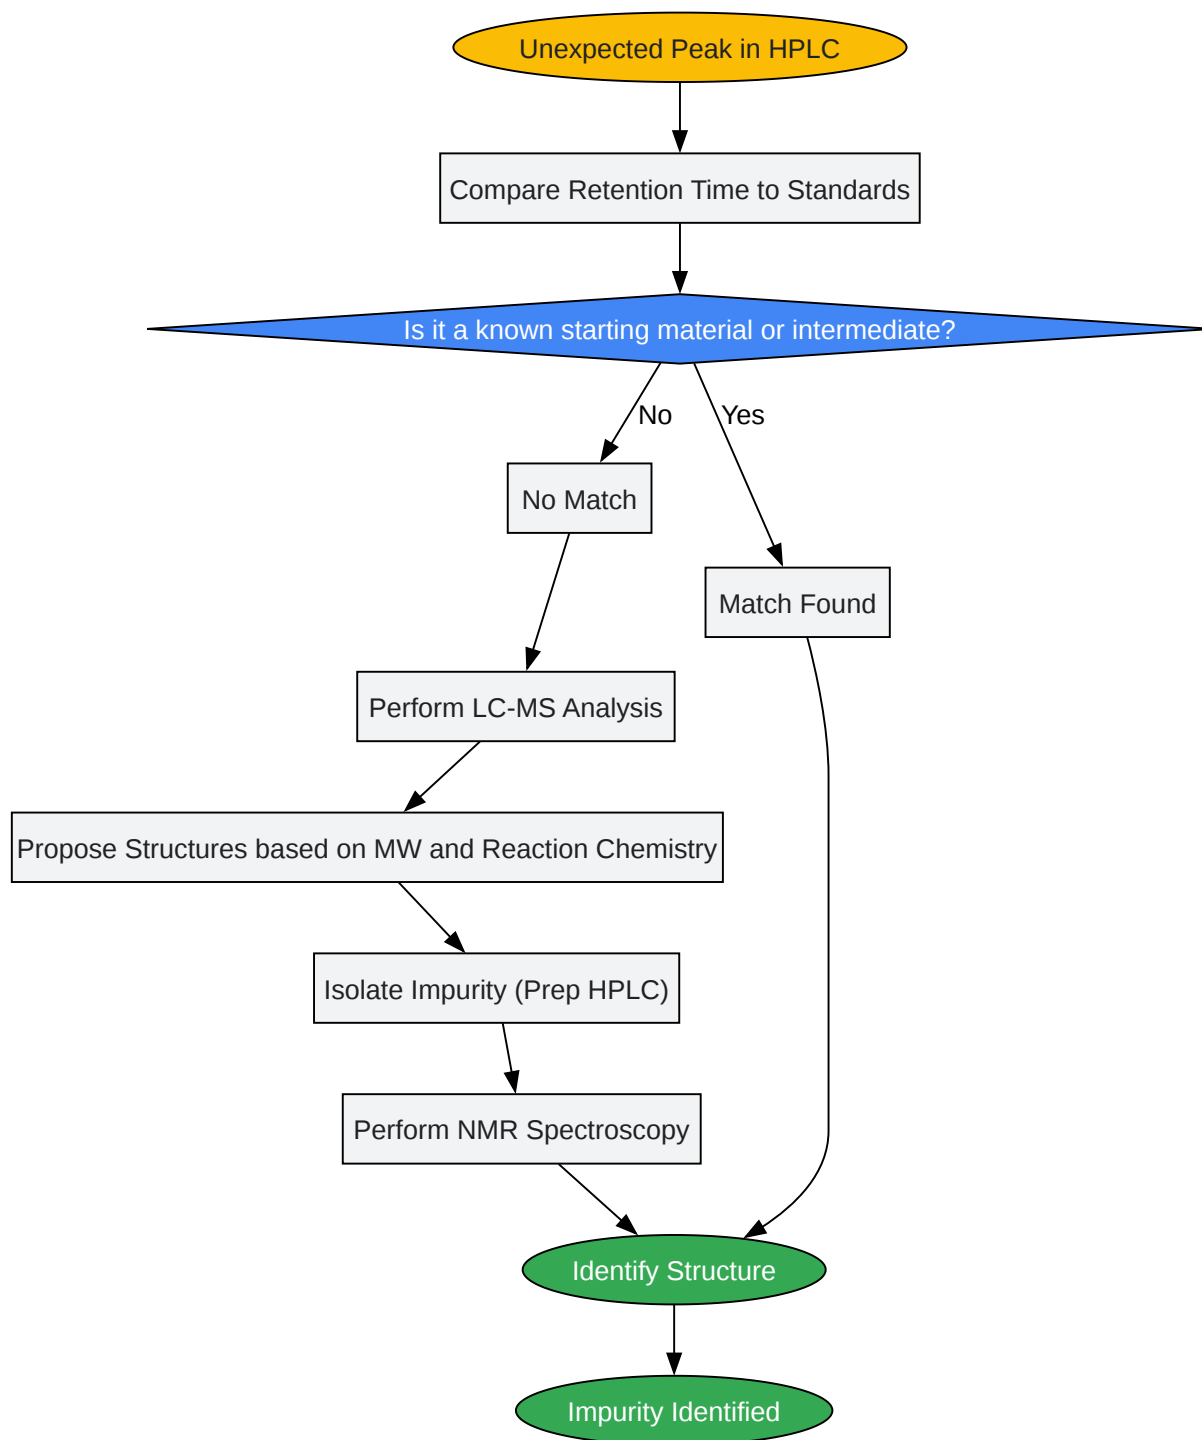 Unexpected Peak in HPLC
Compare Retention Time to Standards
Is it a known starting material or intermediate?
No
Yes
No Match
Match Found
Perform LC-MS Analysis
Propose Structures based on MW and Reaction Chemistry
Isolate Impurity (Prep HPLC)
Perform NMR Spectroscopy
Identify Structure
Impurity Identified